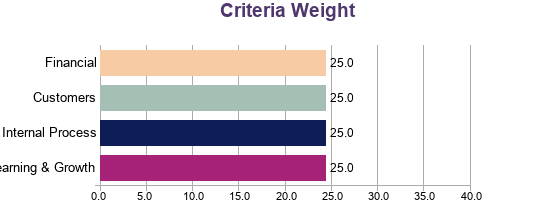 Criteria Weight
Financial 25.0
Customers 25.0
Internal Process 25.0
earning & Growth 25.0
0.0 5.0 10.0 15.0 20.0 25.0 30.0 35.0 40.0